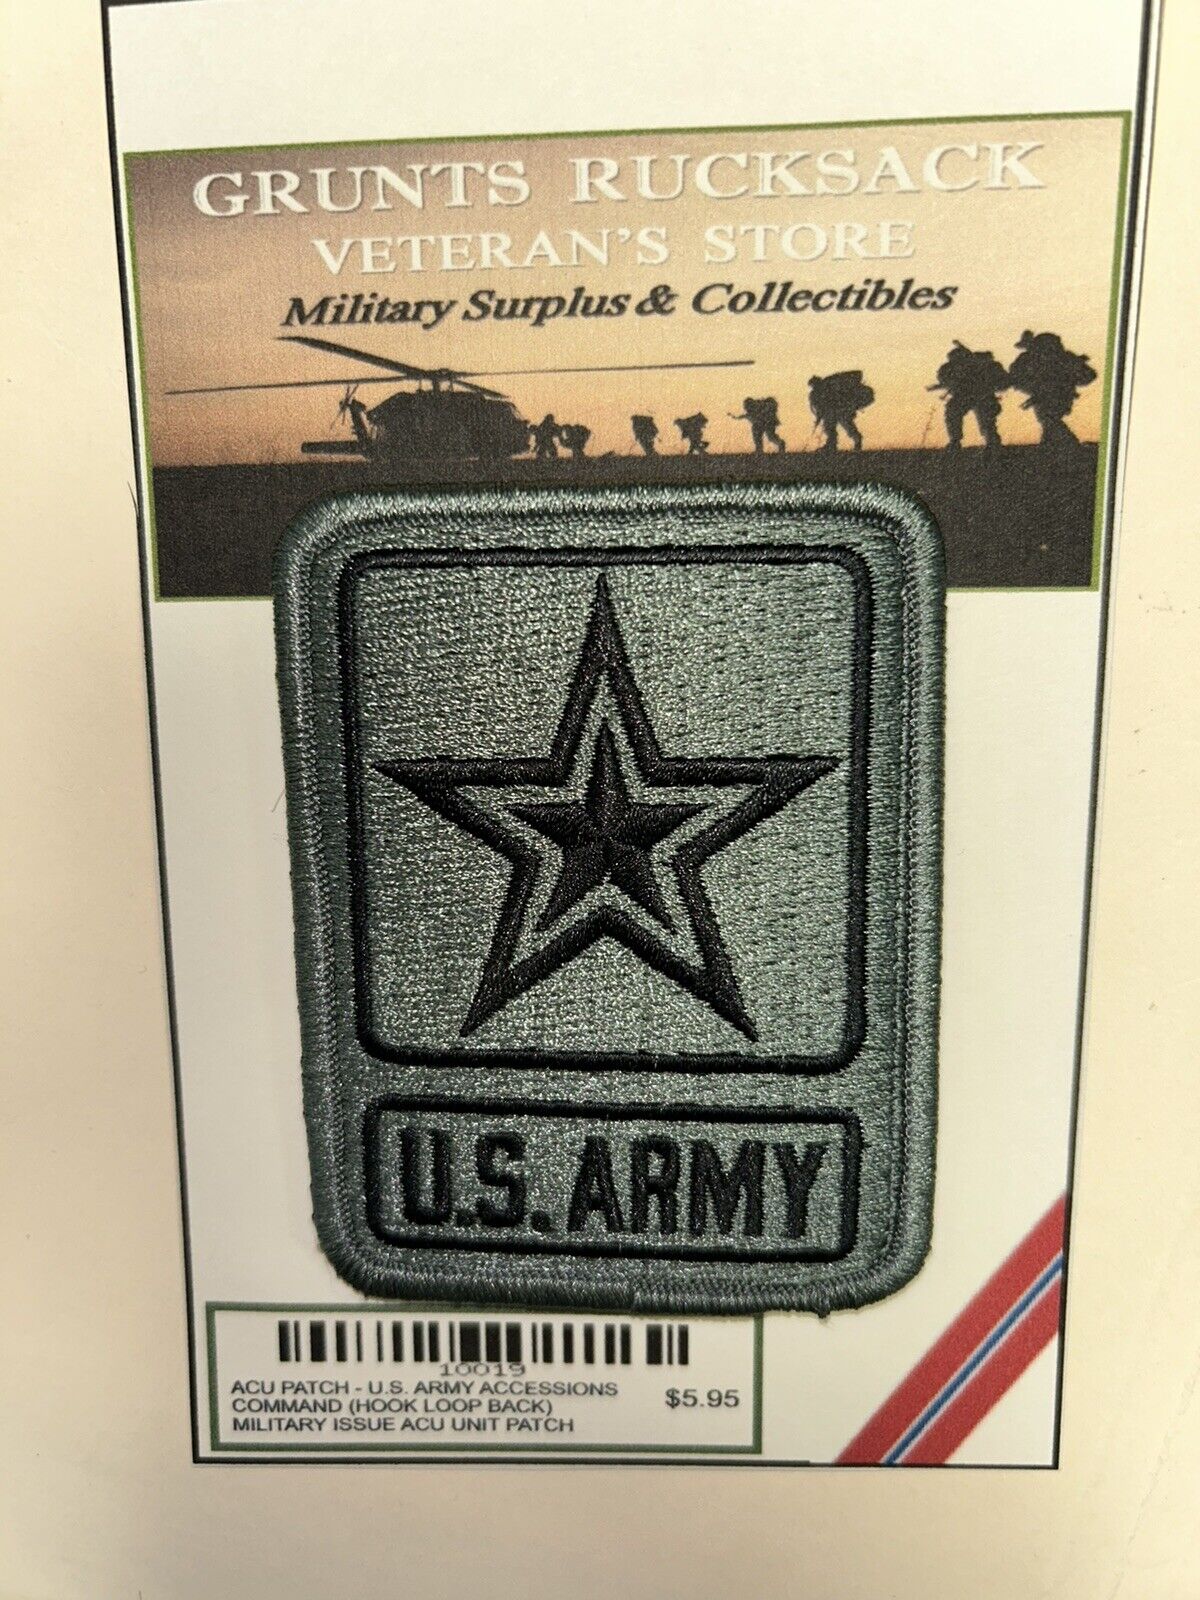 GRUNTS RUCKSACK
VETERAN'S STORE
Military Surplus & Collectibles
U.S. ARMY
10019
ACU PATCH - U.S. ARMY ACCESSIONS
COMMAND (HOOK LOOP BACK)
MILITARY ISSUE ACU UNIT PATCH
$5.95